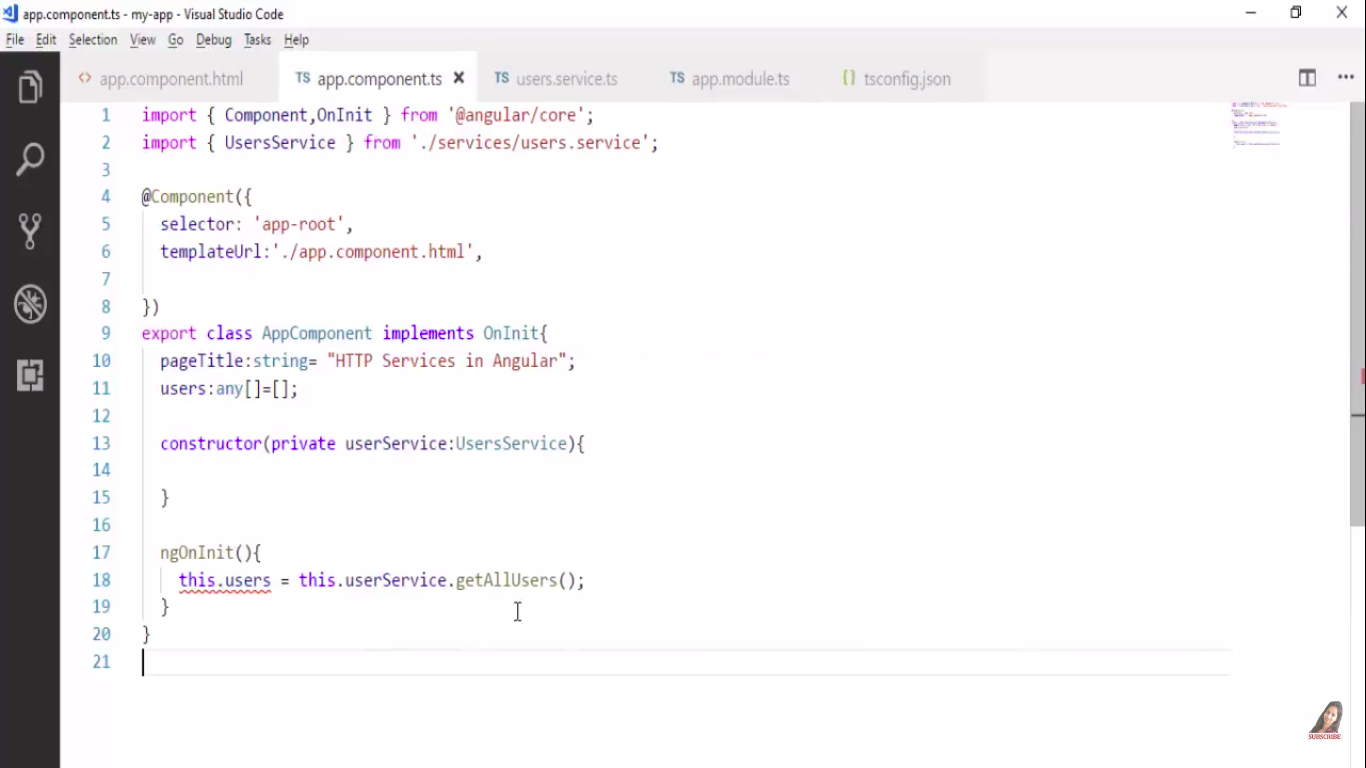 app.component.ts - my-app - Visual Studio Code
File Edit Selection View Go Debug Tasks Help
<> app.component.html TS app.component.ts TS users.service.ts TS app.module.ts {} tsconfig.json
1 import { Component,OnInit } from '@angular/core';
2 import { UsersService } from './services/users.service';
3
4 @Component({
5 selector: 'app-root',
6 templateUrl:'./app.component.html',
7
8 })
9 export class AppComponent implements OnInit{
10 pageTitle:string= "HTTP Services in Angular";
11 users:any[]=[];
12
13 constructor(private userService:UsersService){
14
15 }
16
17 ngOnInit(){
18 this.users = this.userService.getAllUsers();
19 }
20 }
21
SUBSCRIBE